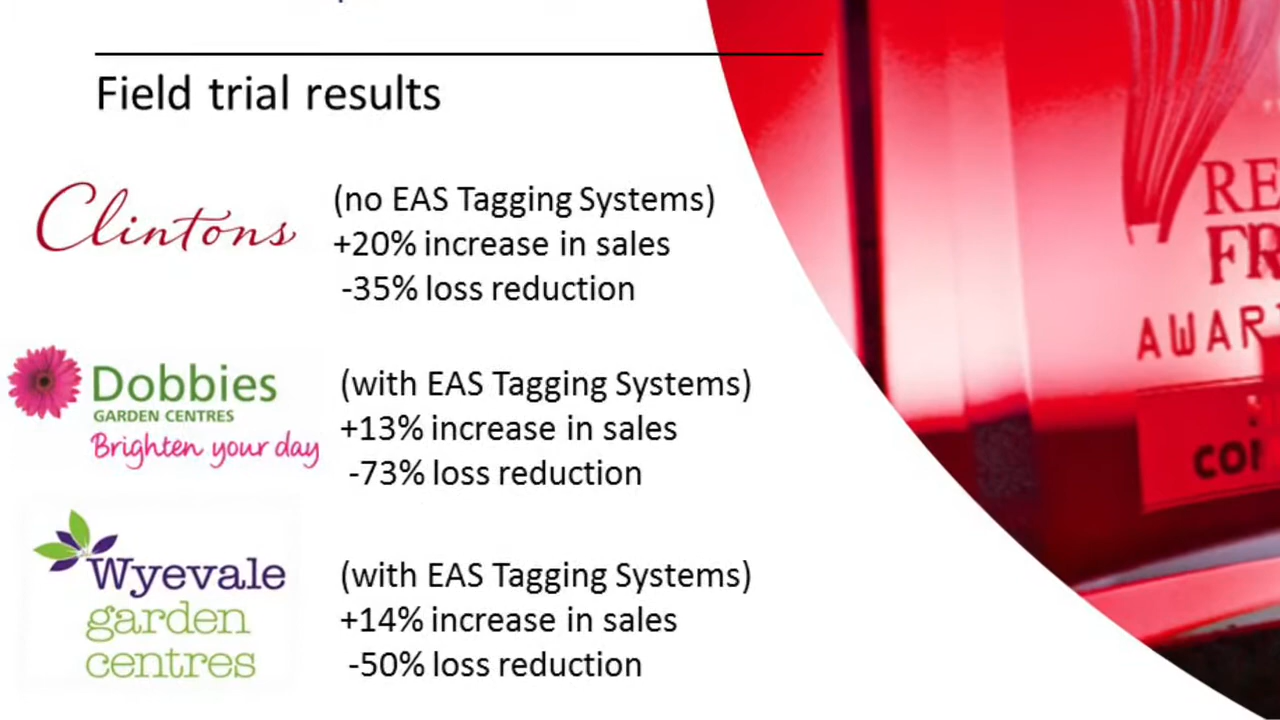 Field trial results
Clintons
(no EAS Tagging Systems)
+20% increase in sales
-35% loss reduction
Dobbies
GARDEN CENTRES
Brighten your day
(with EAS Tagging Systems)
+13% increase in sales
-73% loss reduction
Wyevale
garden
centres
(with EAS Tagging Systems)
+14% increase in sales
-50% loss reduction